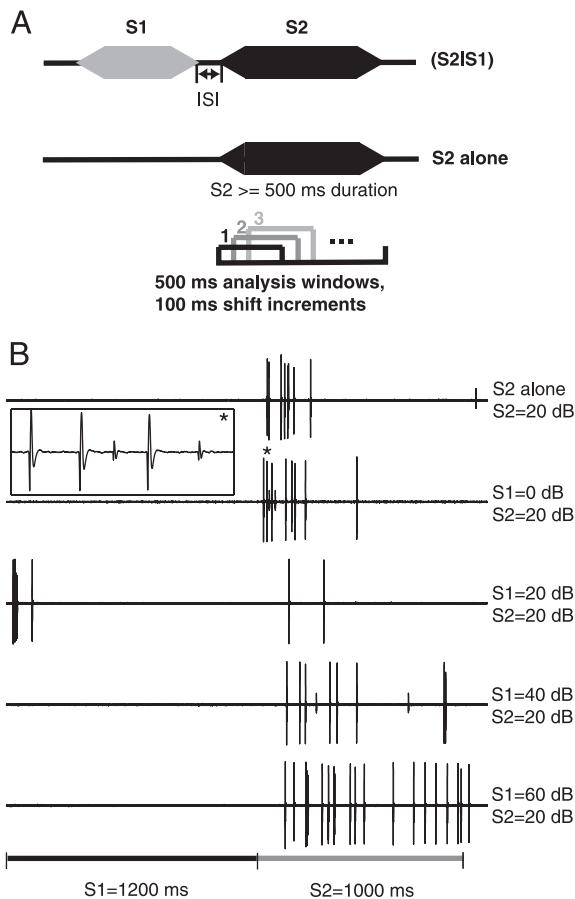 A
S1
S2
(S2|S1)
ISI
S2 alone
S2 >= 500 ms duration
1
2
3
...
500 ms analysis windows,
100 ms shift increments
B
S2 alone
S2=20 dB
*
*
S1=0 dB
S2=20 dB
S1=20 dB
S2=20 dB
S1=40 dB
S2=20 dB
S1=60 dB
S2=20 dB
S1=1200 ms
S2=1000 ms